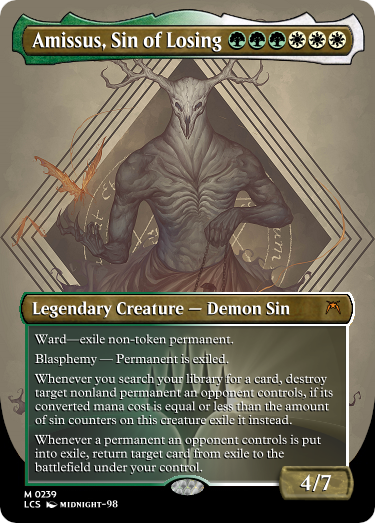 Amissus, Sin of Losing
Legendary Creature — Demon Sin
Ward—exile non-token permanent.
Blasphemy — Permanent is exiled.
Whenever you search your library for a card, destroy
target nonland permanent an opponent controls, if its
converted mana cost is equal or less than the amount
of sin counters on this creature exile it instead.
Whenever a permanent an opponent controls is put
into exile, return target card from exile to the
battlefield under your control.
4/7
M 0239
LCS MIDNIGHT-98